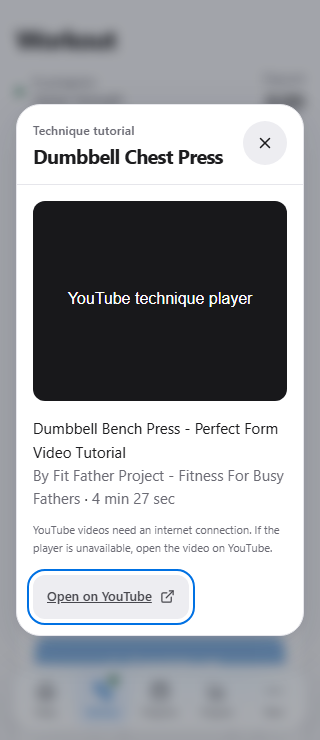 Workout
Technique tutorial
Dumbbell Chest Press
YouTube technique player
Dumbbell Bench Press - Perfect Form
Video Tutorial
By Fit Father Project - Fitness For Busy
Fathers · 4 min 27 sec
YouTube videos need an internet connection. If the
player is unavailable, open the video on YouTube.
Open on YouTube